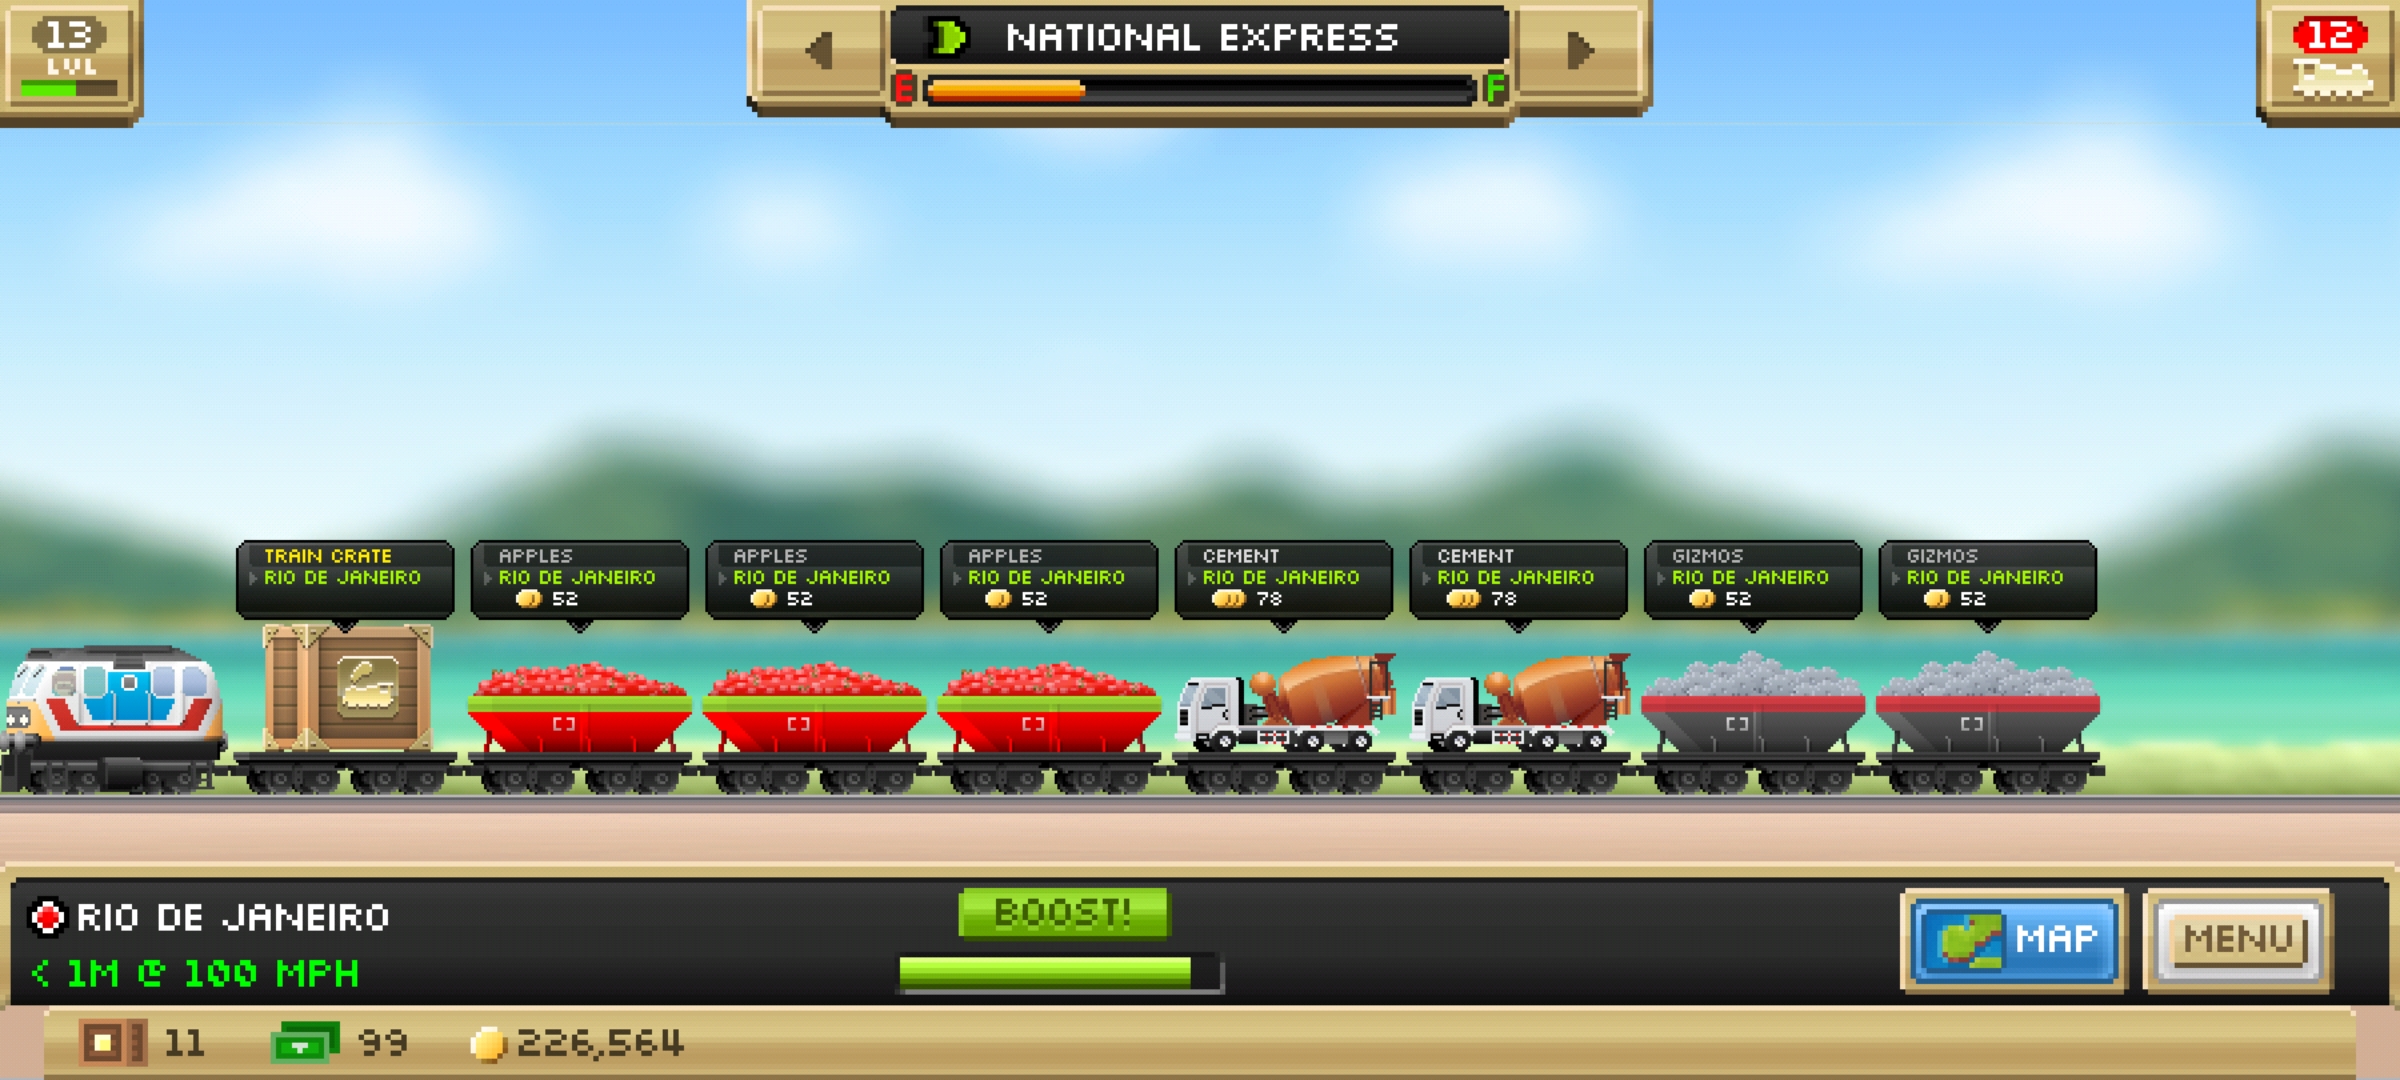 13
LVL
NATIONAL EXPRESS
E F
12
TRAIN CRATE
RIO DE JANEIRO
APPLES
RIO DE JANEIRO
52
APPLES
RIO DE JANEIRO
52
APPLES
RIO DE JANEIRO
52
CEMENT
RIO DE JANEIRO
78
CEMENT
RIO DE JANEIRO
78
GIZMOS
RIO DE JANEIRO
52
GIZMOS
RIO DE JANEIRO
52
RIO DE JANEIRO
< 1M @ 100 MPH
BOOST!
MAP
MENU
11 99 226,564